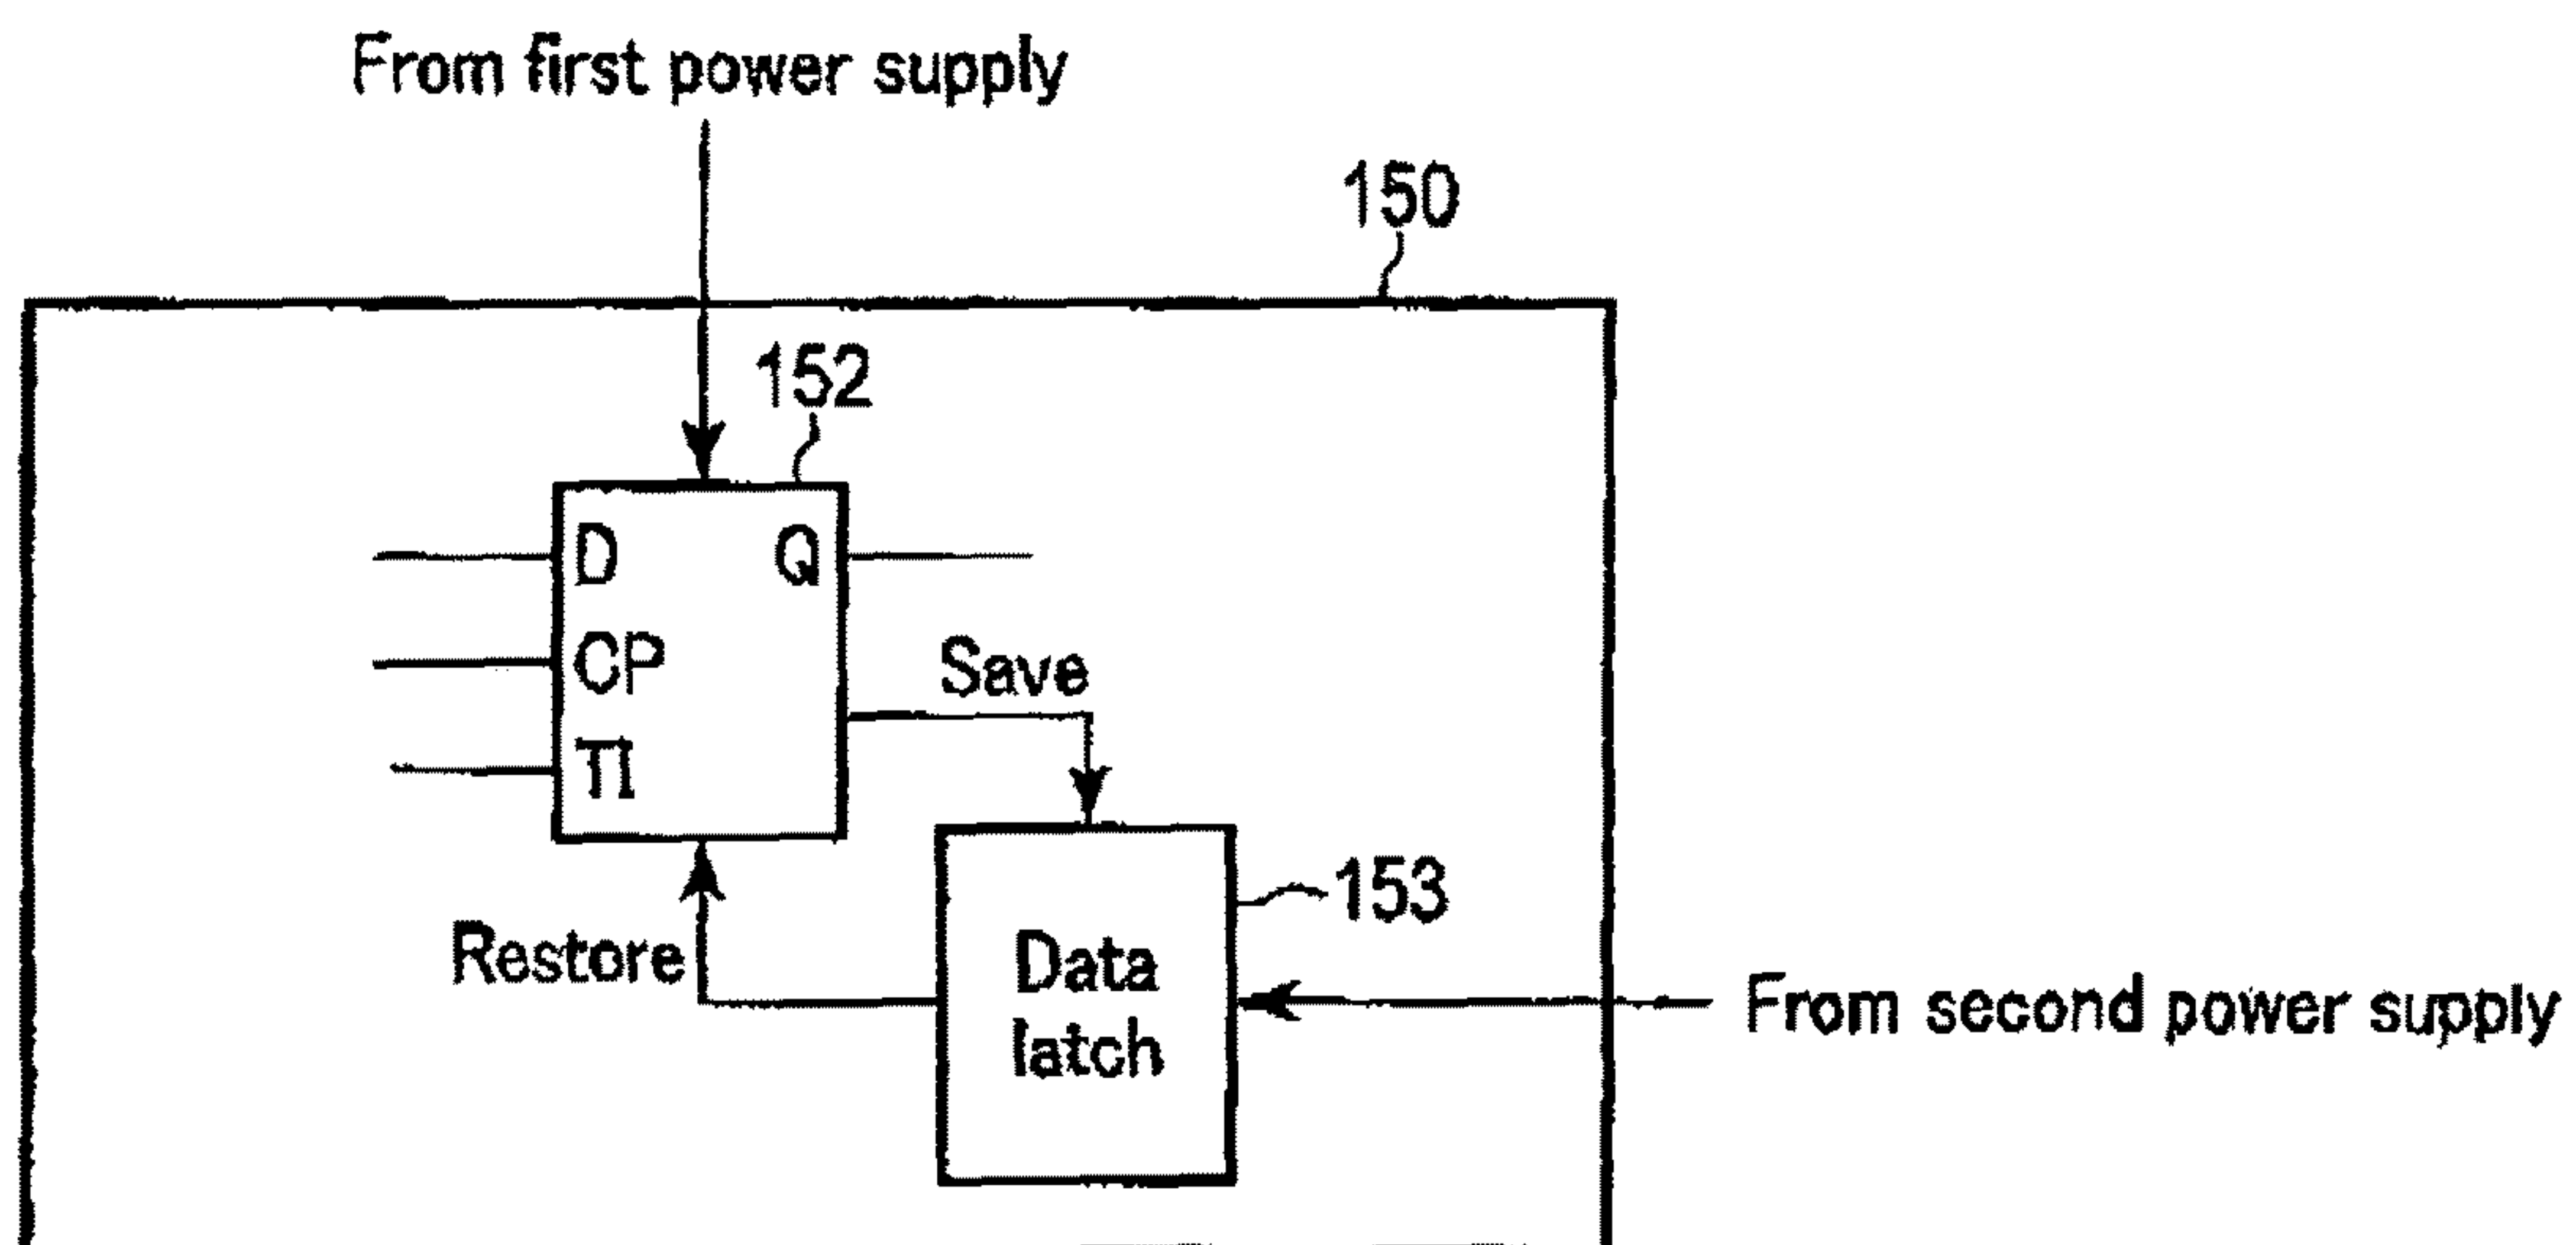 From first power supply
150
152
D
Q
CP
TI
Save
153
Restore
Data
latch
From second power supply